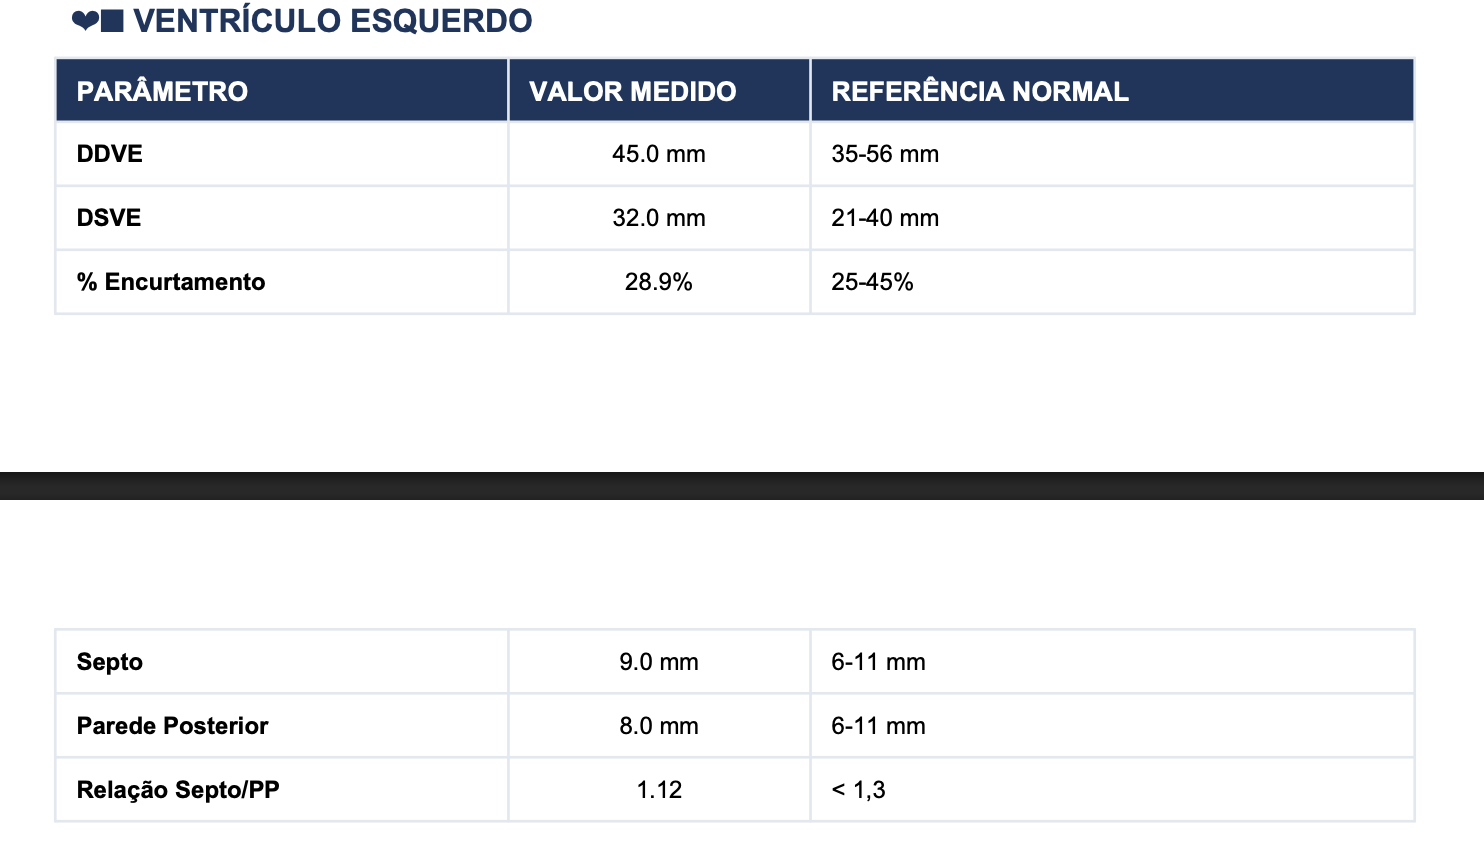 ❤■ VENTRÍCULO ESQUERDO
PARÂMETRO VALOR MEDIDO REFERÊNCIA NORMAL
DDVE 45.0 mm 35-56 mm
DSVE 32.0 mm 21-40 mm
% Encurtamento 28.9% 25-45%
Septo 9.0 mm 6-11 mm
Parede Posterior 8.0 mm 6-11 mm
Relação Septo/PP 1.12 < 1,3